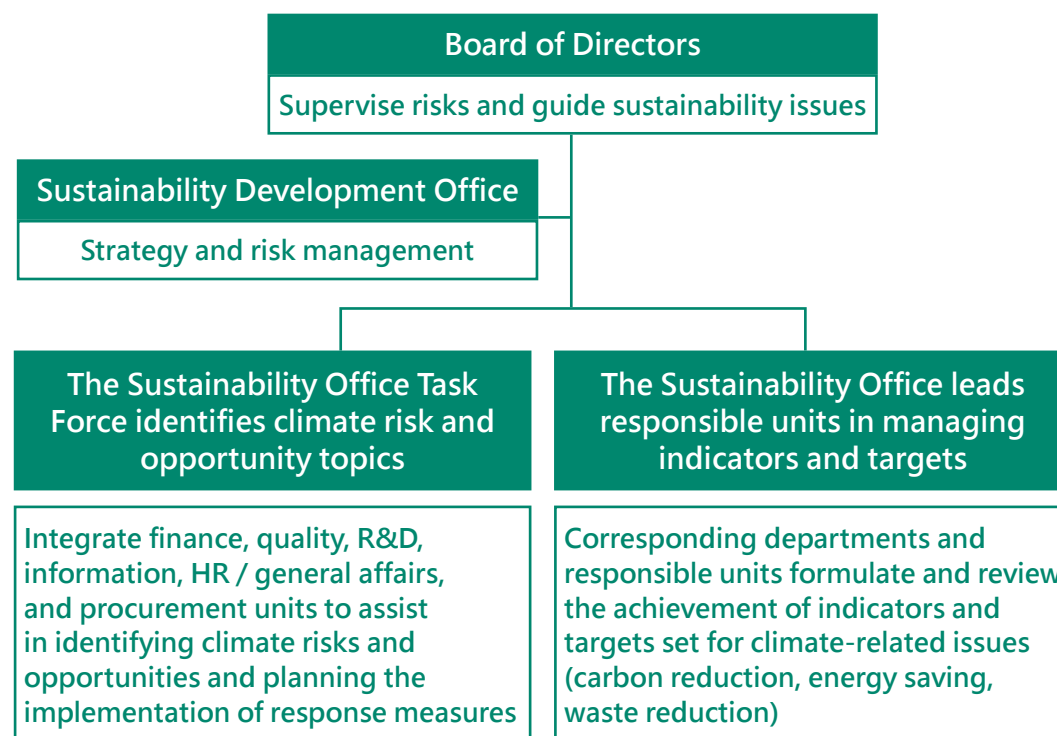 Board of Directors
Supervise risks and guide sustainability issues
Sustainability Development Office
Strategy and risk management
The Sustainability Office Task
Force identifies climate risk and
opportunity topics
Integrate finance, quality, R&D,
information, HR / general affairs,
and procurement units to assist
in identifying climate risks and
opportunities and planning the
implementation of response measures
The Sustainability Office leads
responsible units in managing
indicators and targets
Corresponding departments and
responsible units formulate and review
the achievement of indicators and
targets set for climate-related issues
(carbon reduction, energy saving,
waste reduction)